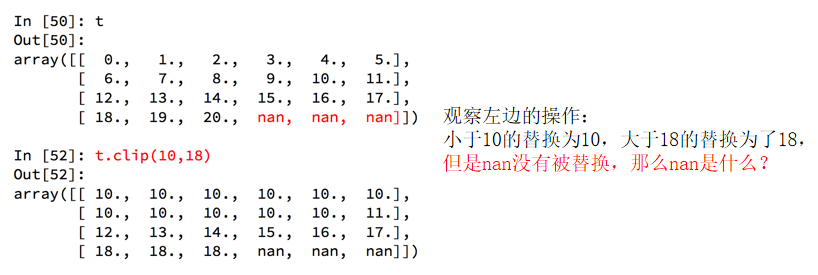 In [50]: t
Out[50]:
array([[  0.,   1.,   2.,   3.,   4.,   5.],
       [  6.,   7.,   8.,   9.,  10.,  11.],
       [ 12.,  13.,  14.,  15.,  16.,  17.],
       [ 18.,  19.,  20.,  nan,  nan,  nan]])
In [52]: t.clip(10,18)
Out[52]:
array([[ 10.,  10.,  10.,  10.,  10.,  10.],
       [ 10.,  10.,  10.,  10.,  10.,  11.],
       [ 12.,  13.,  14.,  15.,  16.,  17.],
       [ 18.,  18.,  18.,  nan,  nan,  nan]])
观察左边的操作：
小于10的替换为10，大于18的替换为了18，
但是nan没有被替换，那么nan是什么？